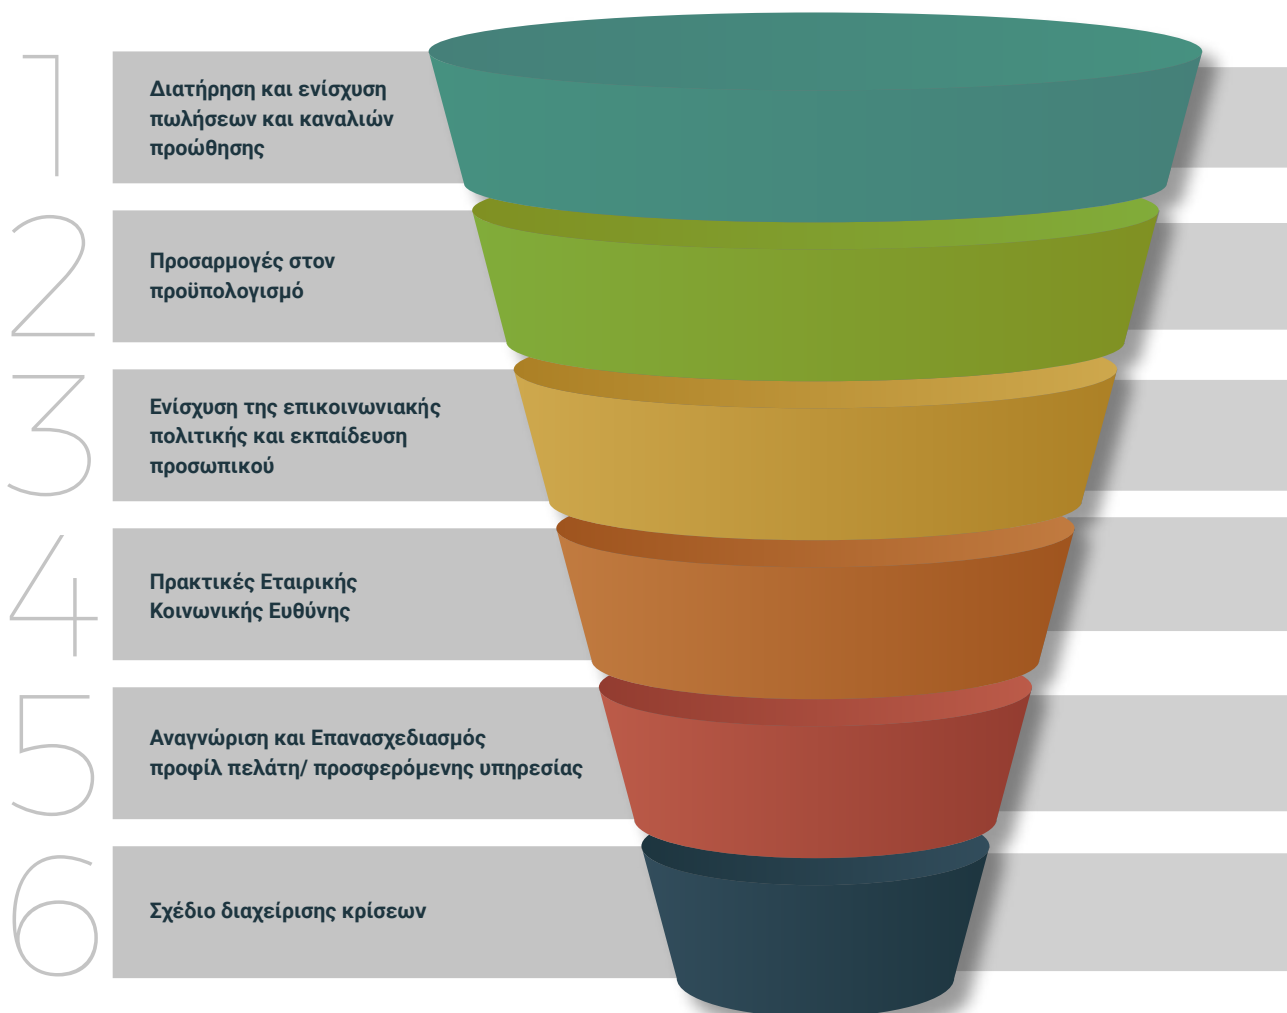 1
Διατήρηση και ενίσχυση
πωλήσεων και καναλιών
προώθησης
2
Προσαρμογές στον
προϋπολογισμό
3
Ενίσχυση της επικοινωνιακής
πολιτικής και εκπαίδευση
προσωπικού
4
Πρακτικές Εταιρικής
Κοινωνικής Ευθύνης
5
Αναγνώριση και Επανασχεδιασμός
προφίλ πελάτη/ προσφερόμενης υπηρεσίας
6
Σχέδιο διαχείρισης κρίσεων